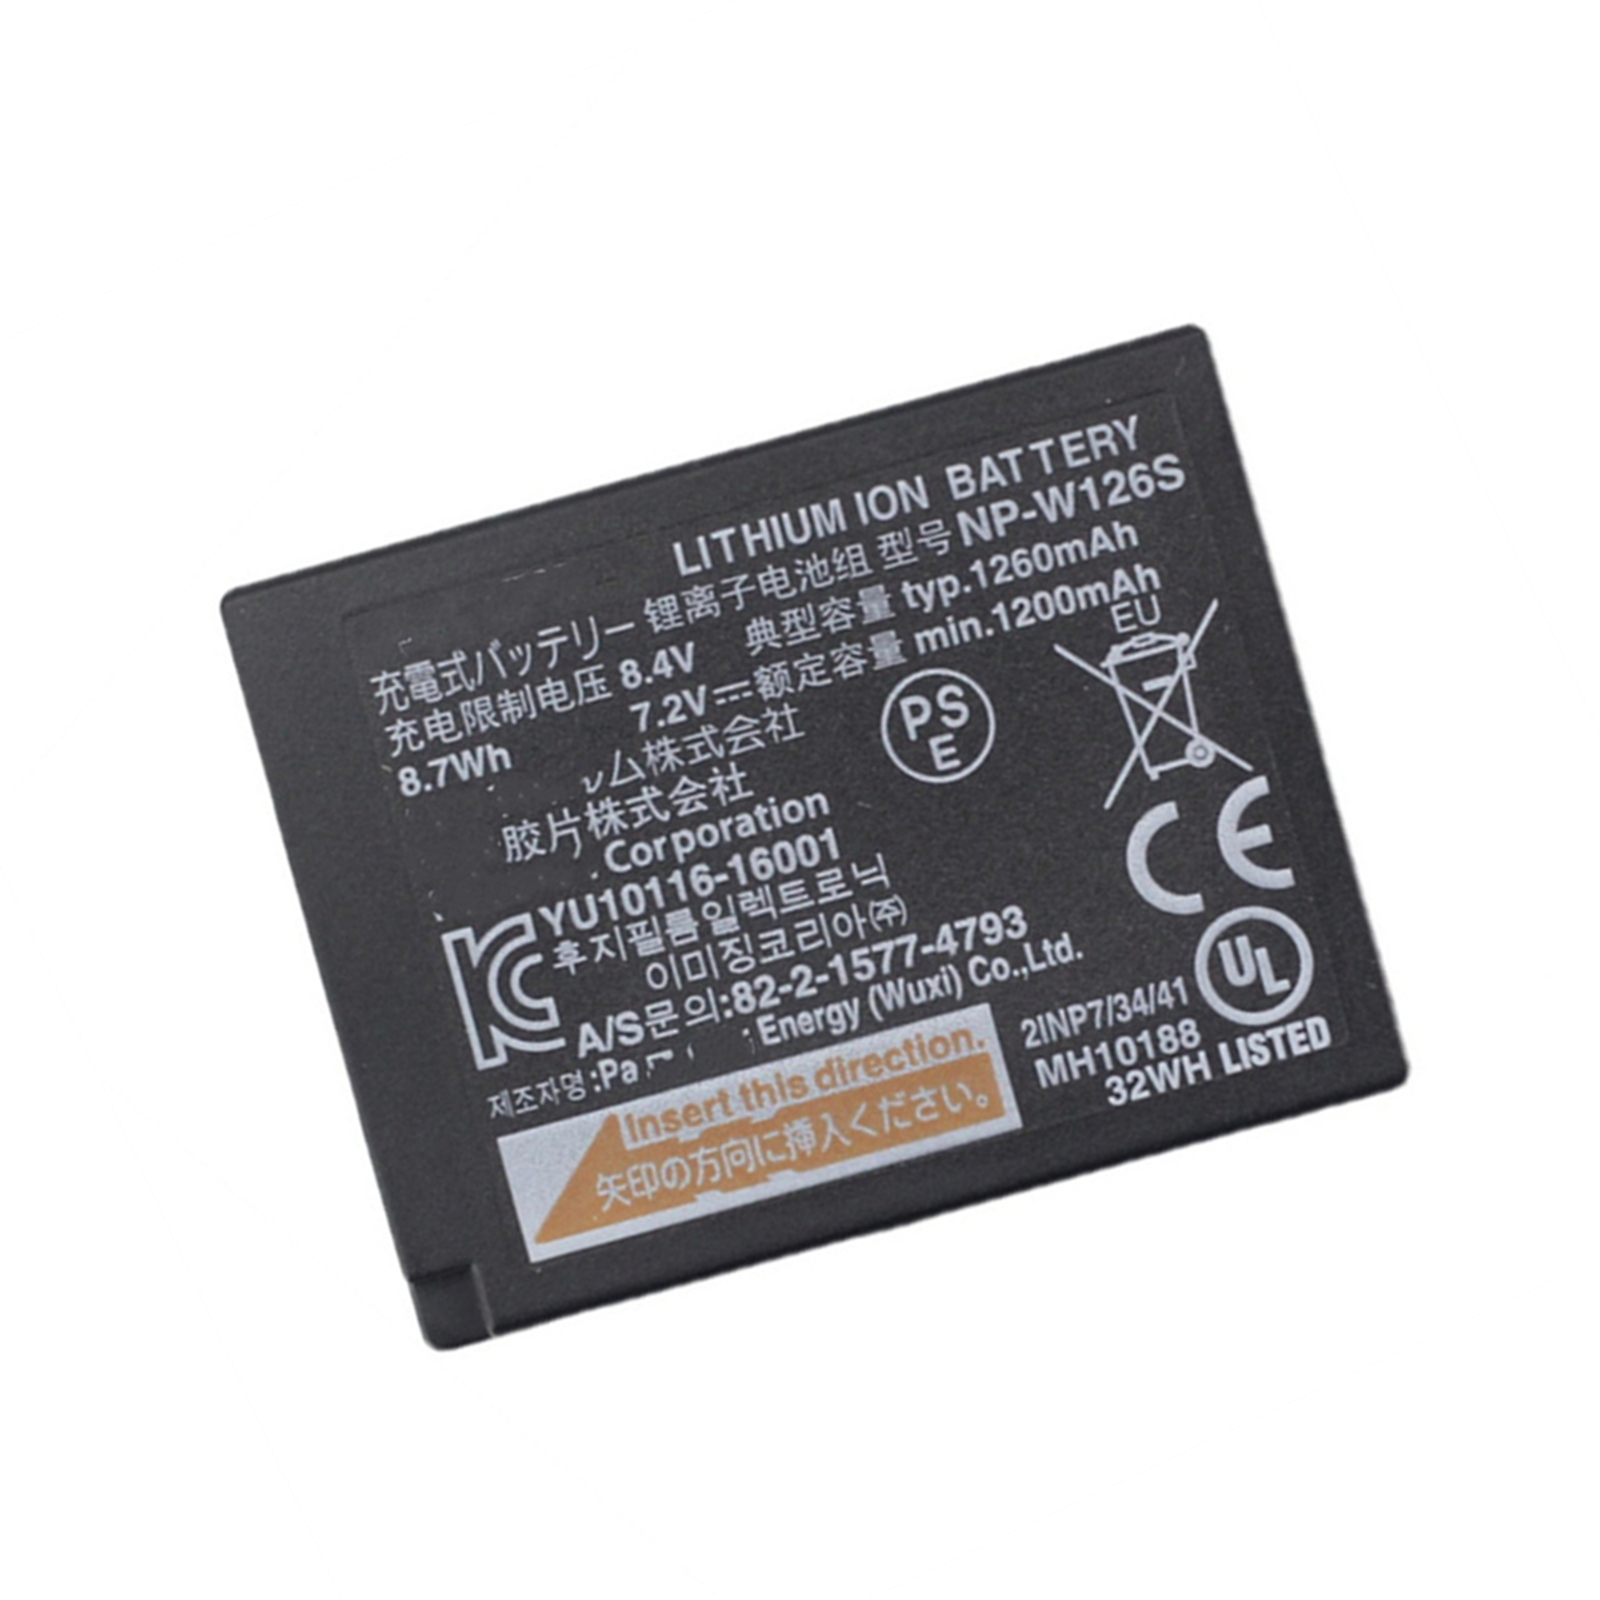 LITHIUM ION BATTERY
充電式バッテリー 锂离子电池组 型号 NP-W126S
充电限制电压 8.4V 典型容量 typ.1260mAh
8.7Wh 7.2V 额定容量 min.1200mAh
ム株式会社
胶片株式会社
Corporation
PS
E
EU
CE
YU10116-16001
후지필름일렉트로닉
이미징코리아(주)
A/S문의:82-2-1577-4793
제조자명:Pa Energy (Wuxi) Co.,Ltd.
UL
2INP7/34/41
MH10188
32WH LISTED
Insert this direction.
矢印の方向に挿入ください。